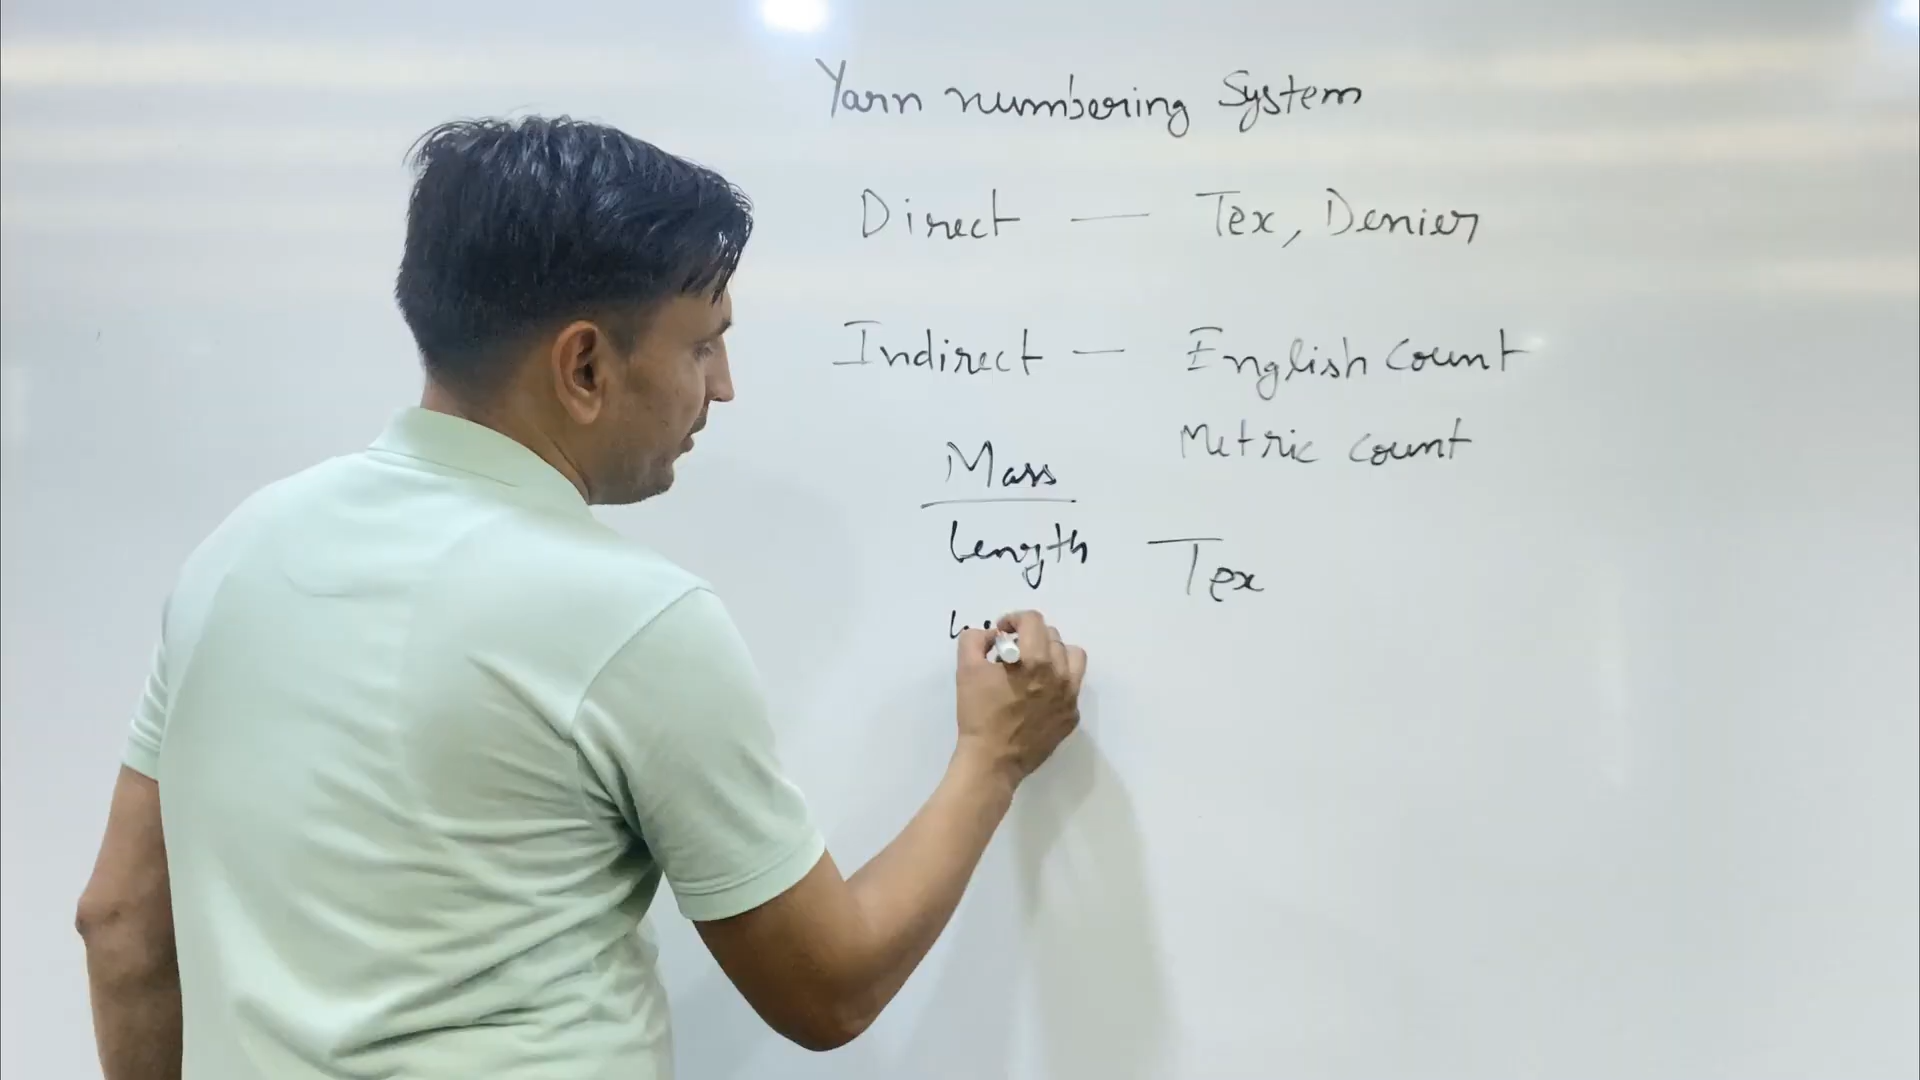 Yarn numbering System
Direct — Tex, Denier
Indirect — English Count
Metric count
Mass
Length
Tex